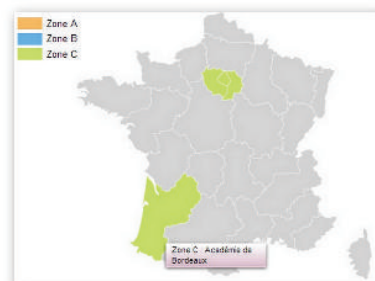 Zone A
Zone B
Zone C
Zone C - Académie de
Bordeaux